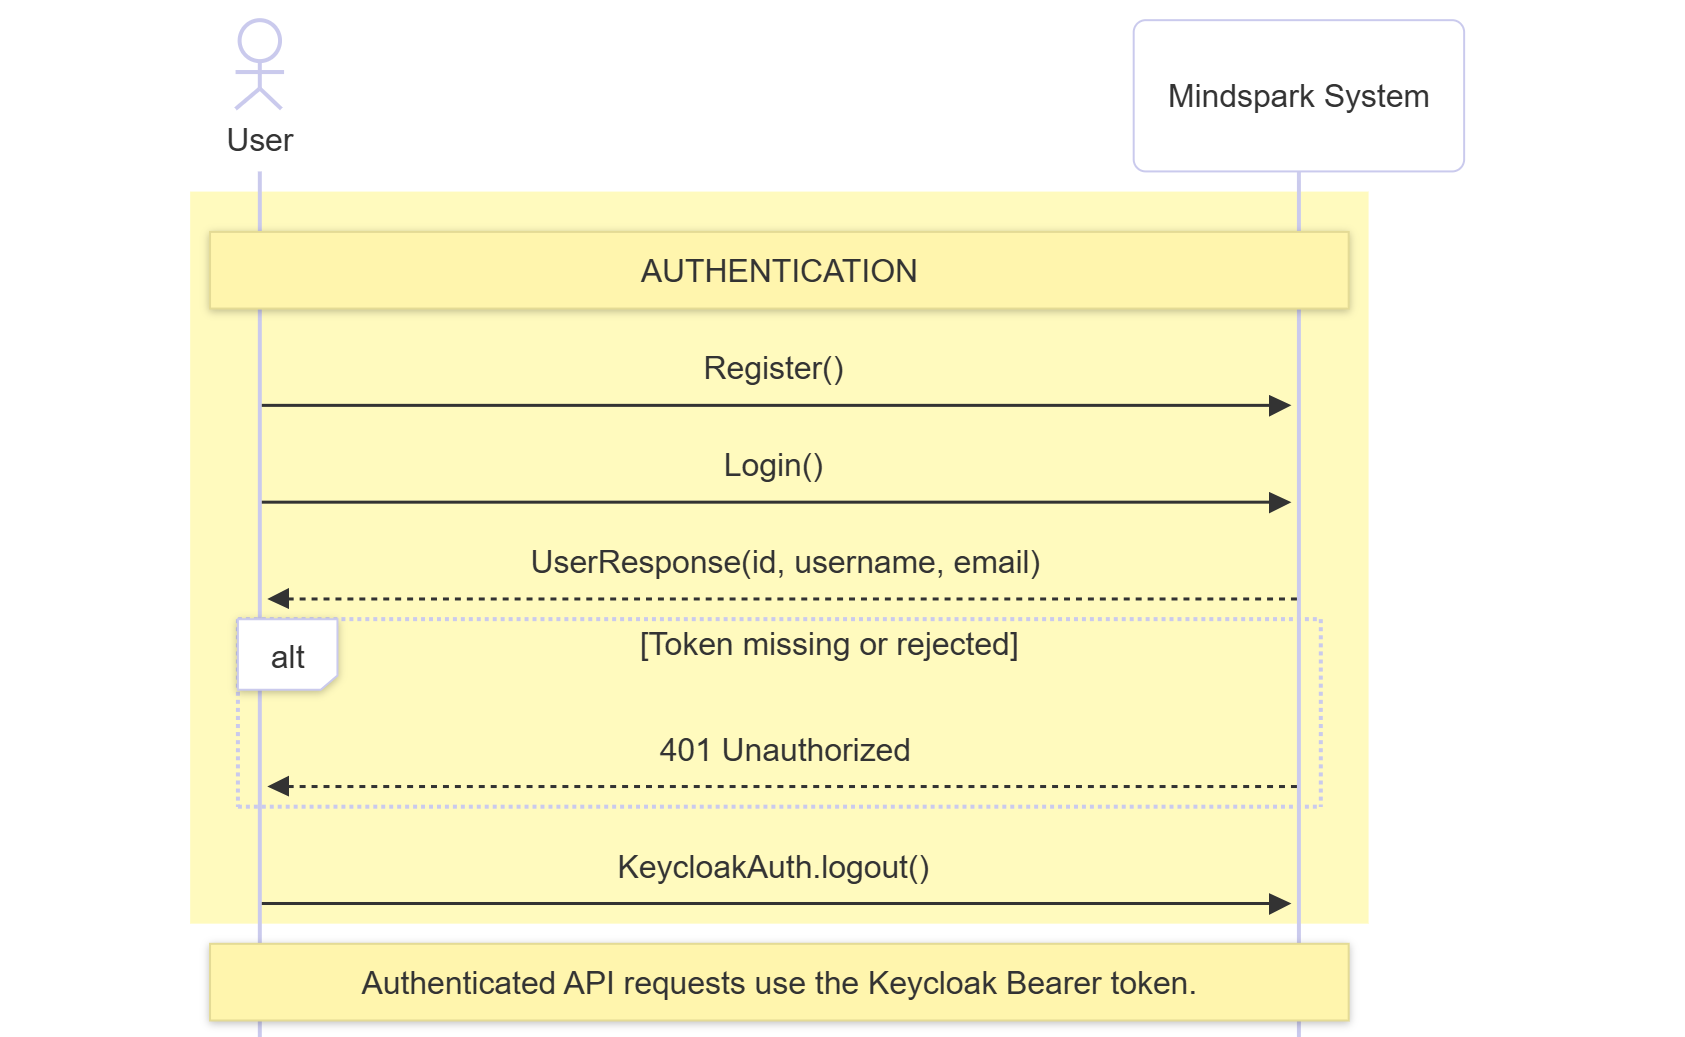 User
Mindspark System
AUTHENTICATION
Register()
Login()
UserResponse(id, username, email)
alt
[Token missing or rejected]
401 Unauthorized
KeycloakAuth.logout()
Authenticated API requests use the Keycloak Bearer token.